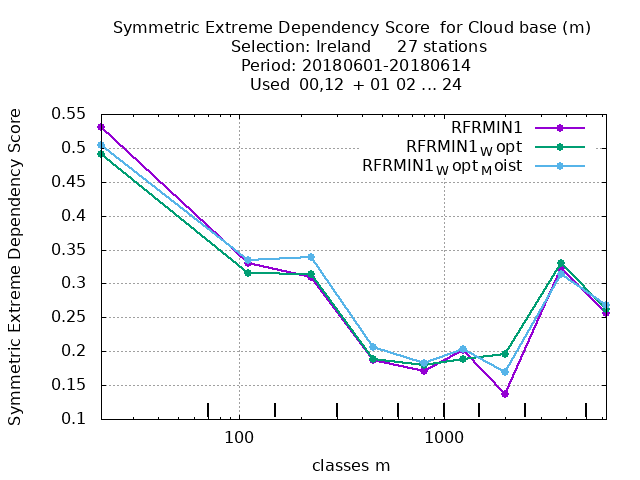 Symmetric Extreme Dependency Score  for Cloud base (m)
Selection: Ireland     27 stations
Period: 20180601-20180614
Used  00,12  + 01 02 ... 24
Symmetric Extreme Dependency Score
0.55
0.5
0.45
0.4
0.35
0.3
0.25
0.2
0.15
0.1
RFRMIN1
RFRMIN1Wopt
RFRMIN1WoptMoist
100
1000
classes m